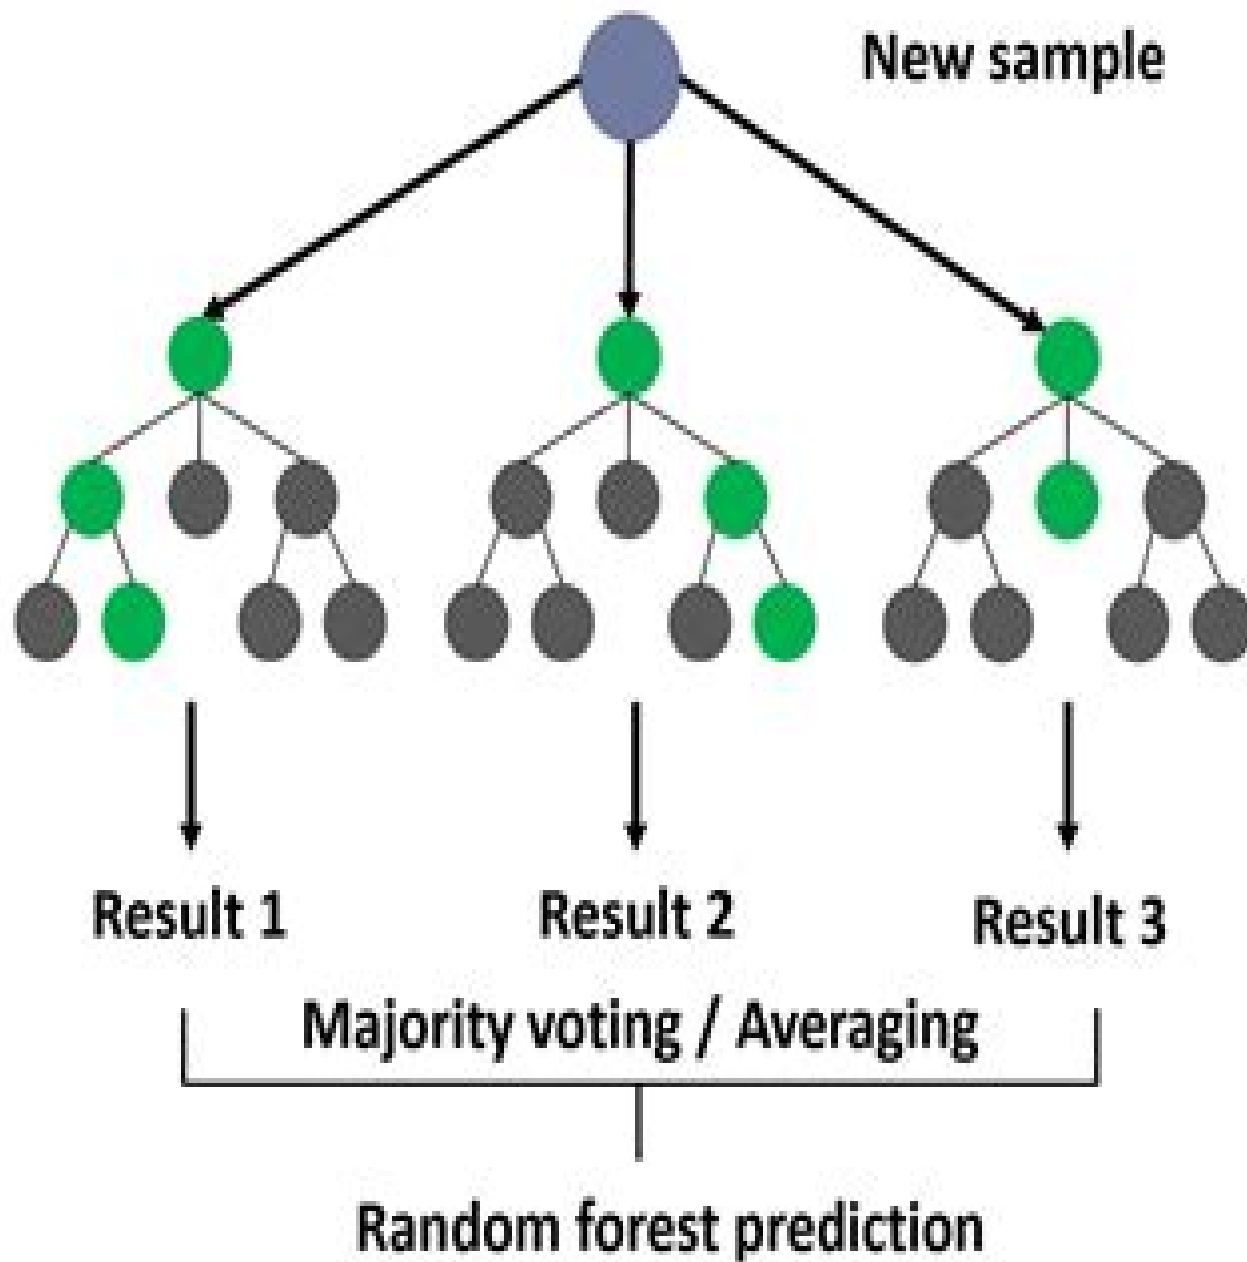 New sample
Result 1
Result 2
Result 3
Majority voting / Averaging
Random forest prediction